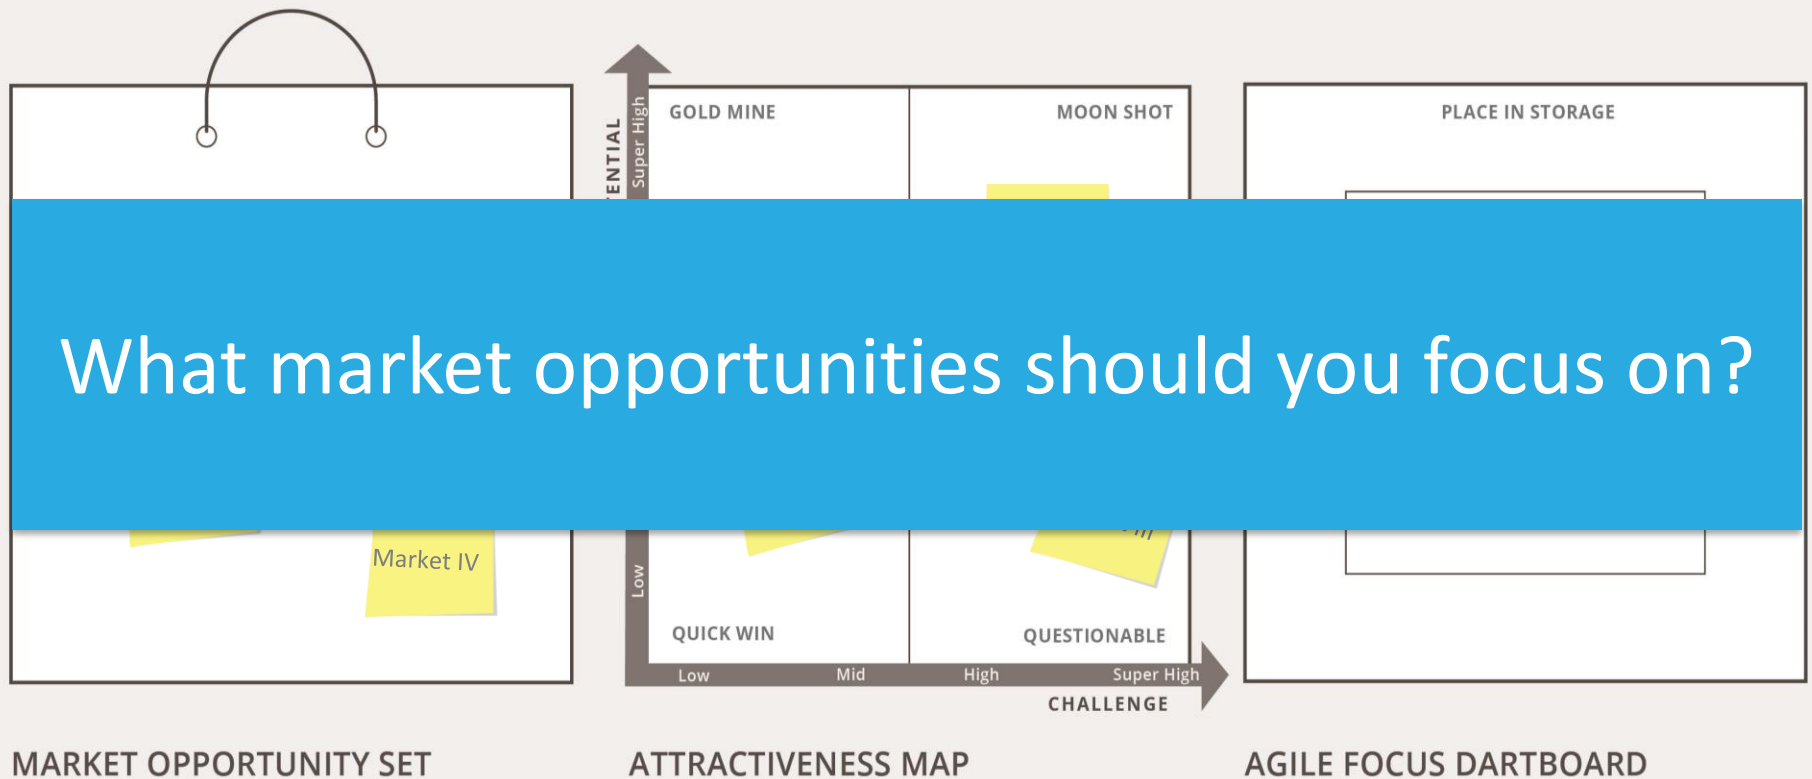 GOLD MINE
MOON SHOT
PLACE IN STORAGE
Super High
What market opportunities should you focus on?
Market IV
Low
QUICK WIN
QUESTIONABLE
Low
Mid
High
Super High
CHALLENGE
MARKET OPPORTUNITY SET
ATTRACTIVENESS MAP
AGILE FOCUS DARTBOARD